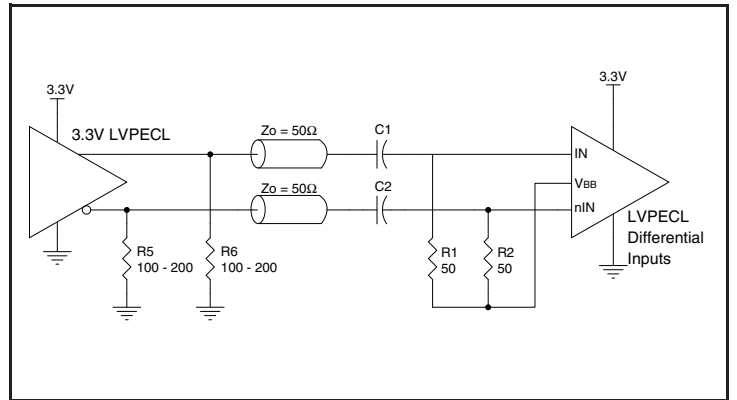 3.3V
3.3V LVPECL
Zo = 50Ω
C1
Zo = 50Ω
C2
R5
100 - 200
R6
100 - 200
R1
50
R2
50
3.3V
IN
VBB
nIN
LVPECL
Differential
Inputs